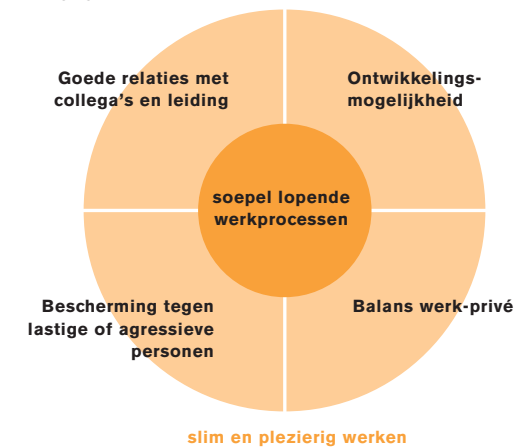 Goede relaties met
collega's en leiding
Ontwikkelings-
mogelijkheid
soepel lopende
werkprocessen
Bescherming tegen
lastige of agressieve
personen
Balans werk-privé
slim en plezierig werken